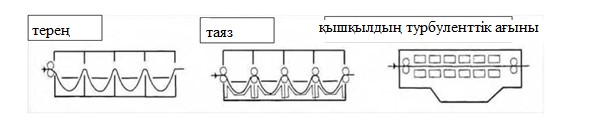 терең
таяз
қышқылдың турбуленттік ағыны